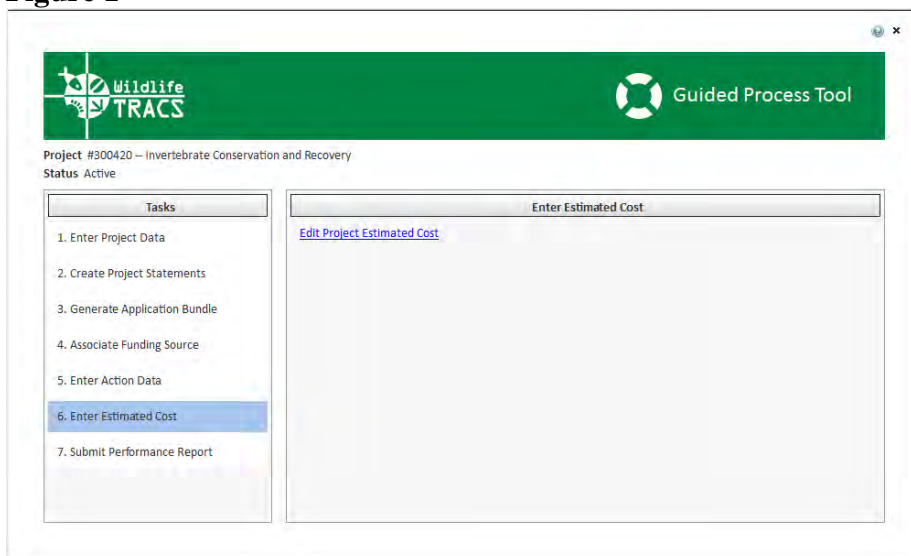 Wildlife
TRACS
Guided Process Tool
Project #300420 -- Invertebrate Conservation and Recovery
Status Active
Tasks
1. Enter Project Data
2. Create Project Statements
3. Generate Application Bundle
4. Associate Funding Source
5. Enter Action Data
6. Enter Estimated Cost
7. Submit Performance Report
Enter Estimated Cost
Edit Project Estimated Cost